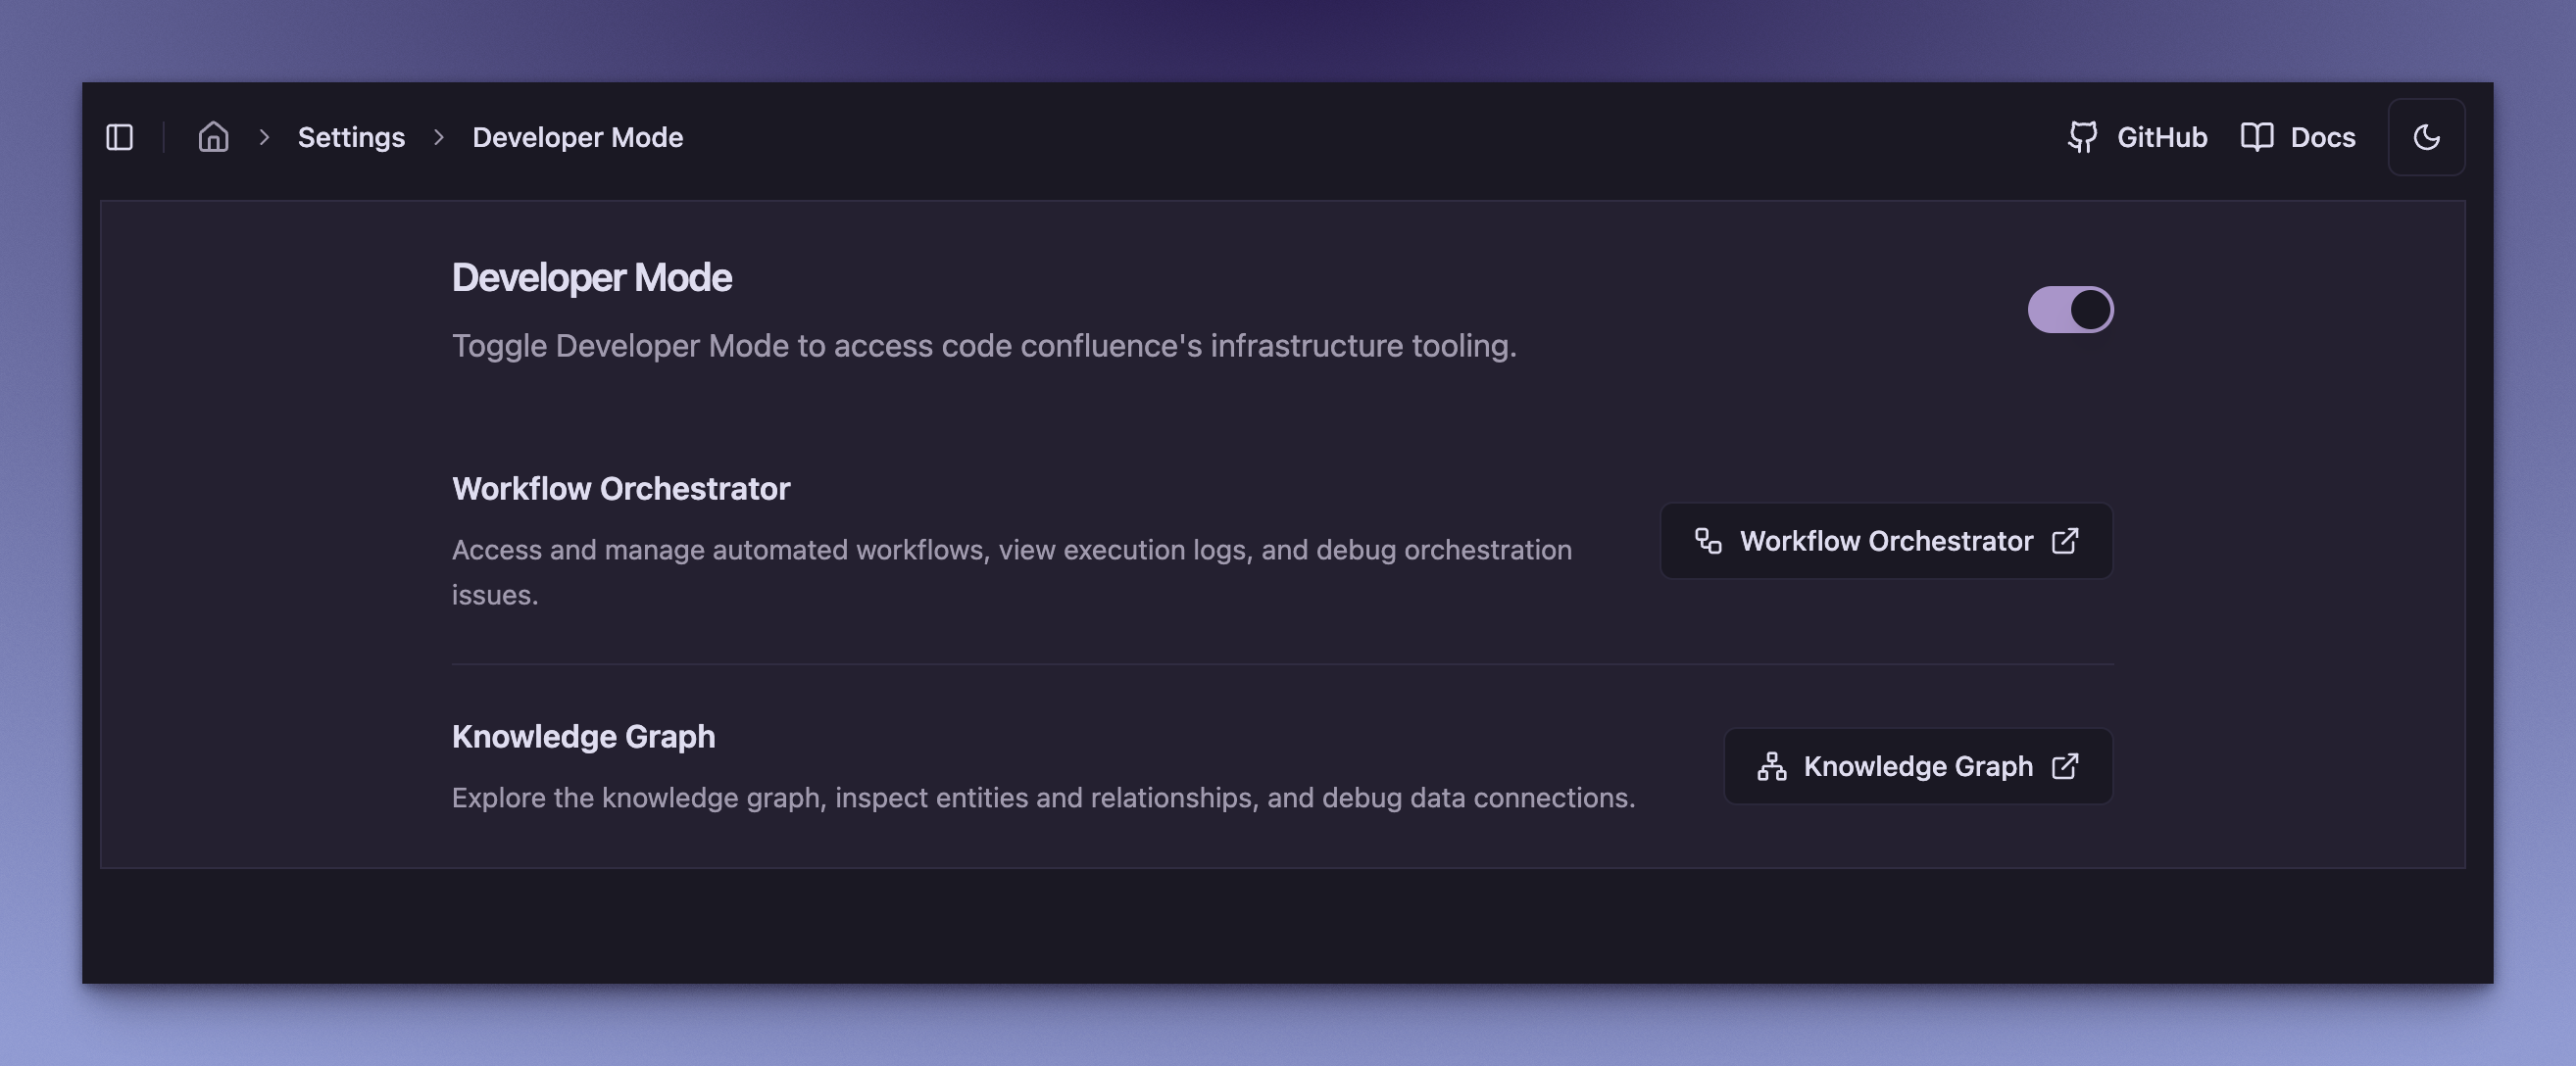 Settings
Developer Mode
GitHub
Docs
Developer Mode
Toggle Developer Mode to access code confluence's infrastructure tooling.
Workflow Orchestrator
Access and manage automated workflows, view execution logs, and debug orchestration
issues.
Workflow Orchestrator
Knowledge Graph
Explore the knowledge graph, inspect entities and relationships, and debug data connections.
Knowledge Graph